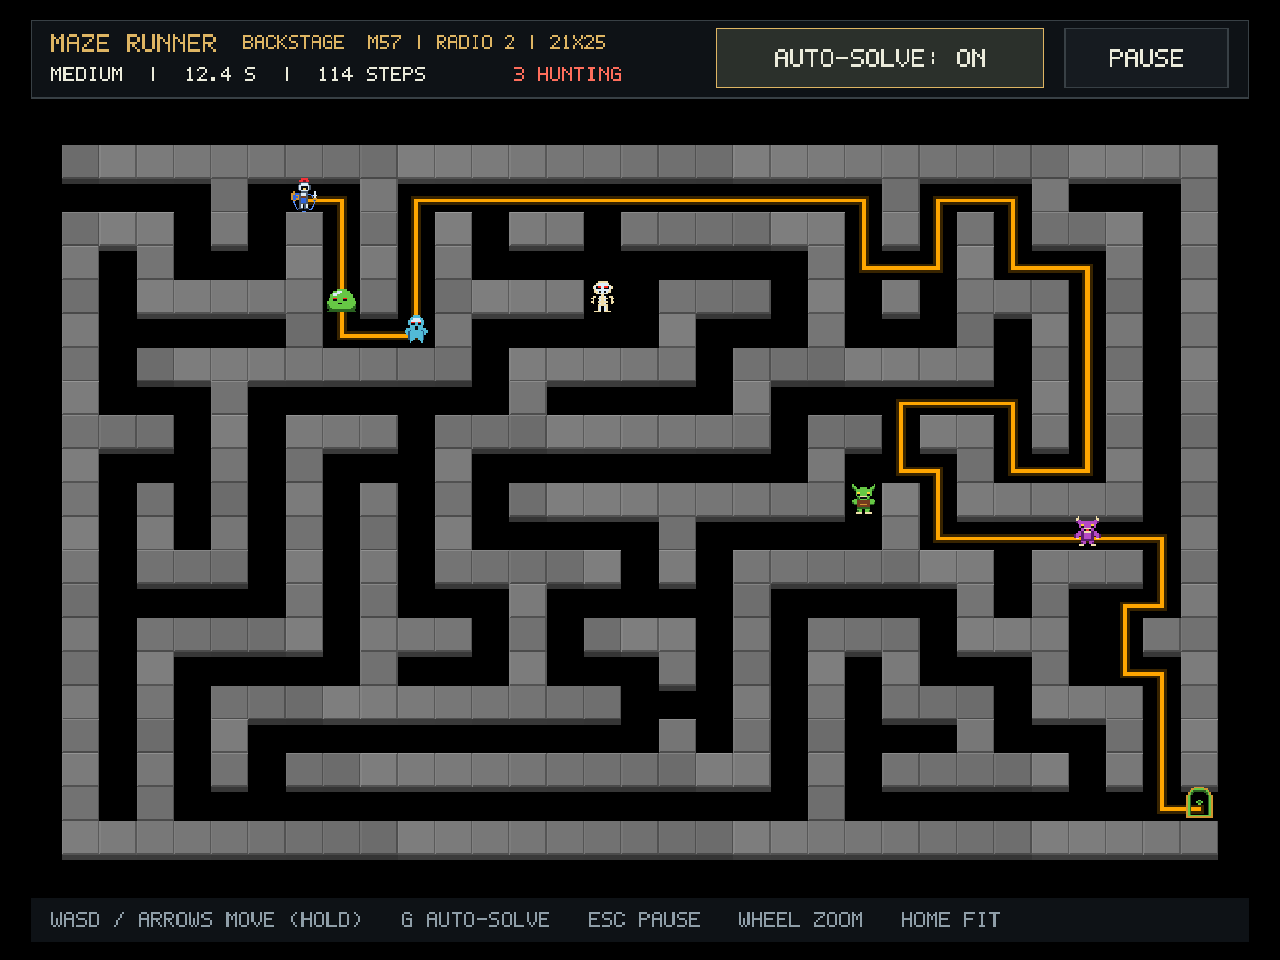 MAZE RUNNER BACKSTAGE M57 | RADIO 2 | 21X25
MEDIUM | 12.4 S | 114 STEPS 3 HUNTING
AUTO-SOLVE: ON
PAUSE
WASD / ARROWS MOVE (HOLD) G AUTO-SOLVE ESC PAUSE WHEEL ZOOM HOME FIT